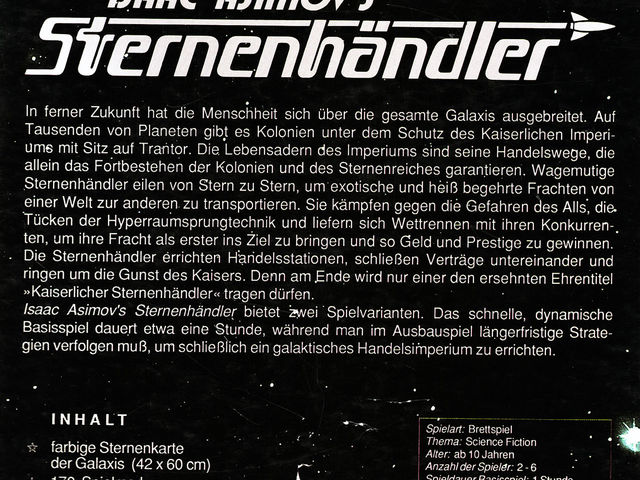 ISAAC ASIMOV'S
Sternenhändler
In ferner Zukunft hat die Menschheit sich über die gesamte Galaxis ausgebreitet. Auf
Tausenden von Planeten gibt es Kolonien unter dem Schutz des Kaiserlichen Imperi-
ums mit Sitz auf Trantor. Die Lebensadern des Imperiums sind seine Handelswege, die
allein das Fortbestehen der Kolonien und des Sternenreiches garantieren. Wagemutige
Sternenhändler eilen von Stern zu Stern, um exotische und heiß begehrte Frachten von
einer Welt zur anderen zu transportieren. Sie kämpfen gegen die Gefahren des Alls, die
Tücken der Hyperraumsprungtechnik und liefern sich Wettrennen mit ihren Konkurren-
ten, um ihre Fracht als erster ins Ziel zu bringen und so Geld und Prestige zu gewinnen.
Die Sternenhändler errichten Handelsstationen, schließen Verträge untereinander und
ringen um die Gunst des Kaisers. Denn am Ende wird nur einer den ersehnten Ehrentitel
»Kaiserlicher Sternenhändler« tragen dürfen.
Isaac Asimov's Sternenhändler bietet zwei Spielvarianten. Das schnelle, dynamische
Basisspiel dauert etwa eine Stunde, während man im Ausbauspiel längerfristige Strate-
gien verfolgen muß, um schließlich ein galaktisches Handelsimperium zu errichten.
INHALT
☆ farbige Sternenkarte
der Galaxis (42 x 60 cm)
Spielart: Brettspiel
Thema: Science Fiction
Alter: ab 10 Jahren
Anzahl der Spieler: 2 - 6
Spieldauer Basisspiel: 1 Stunde